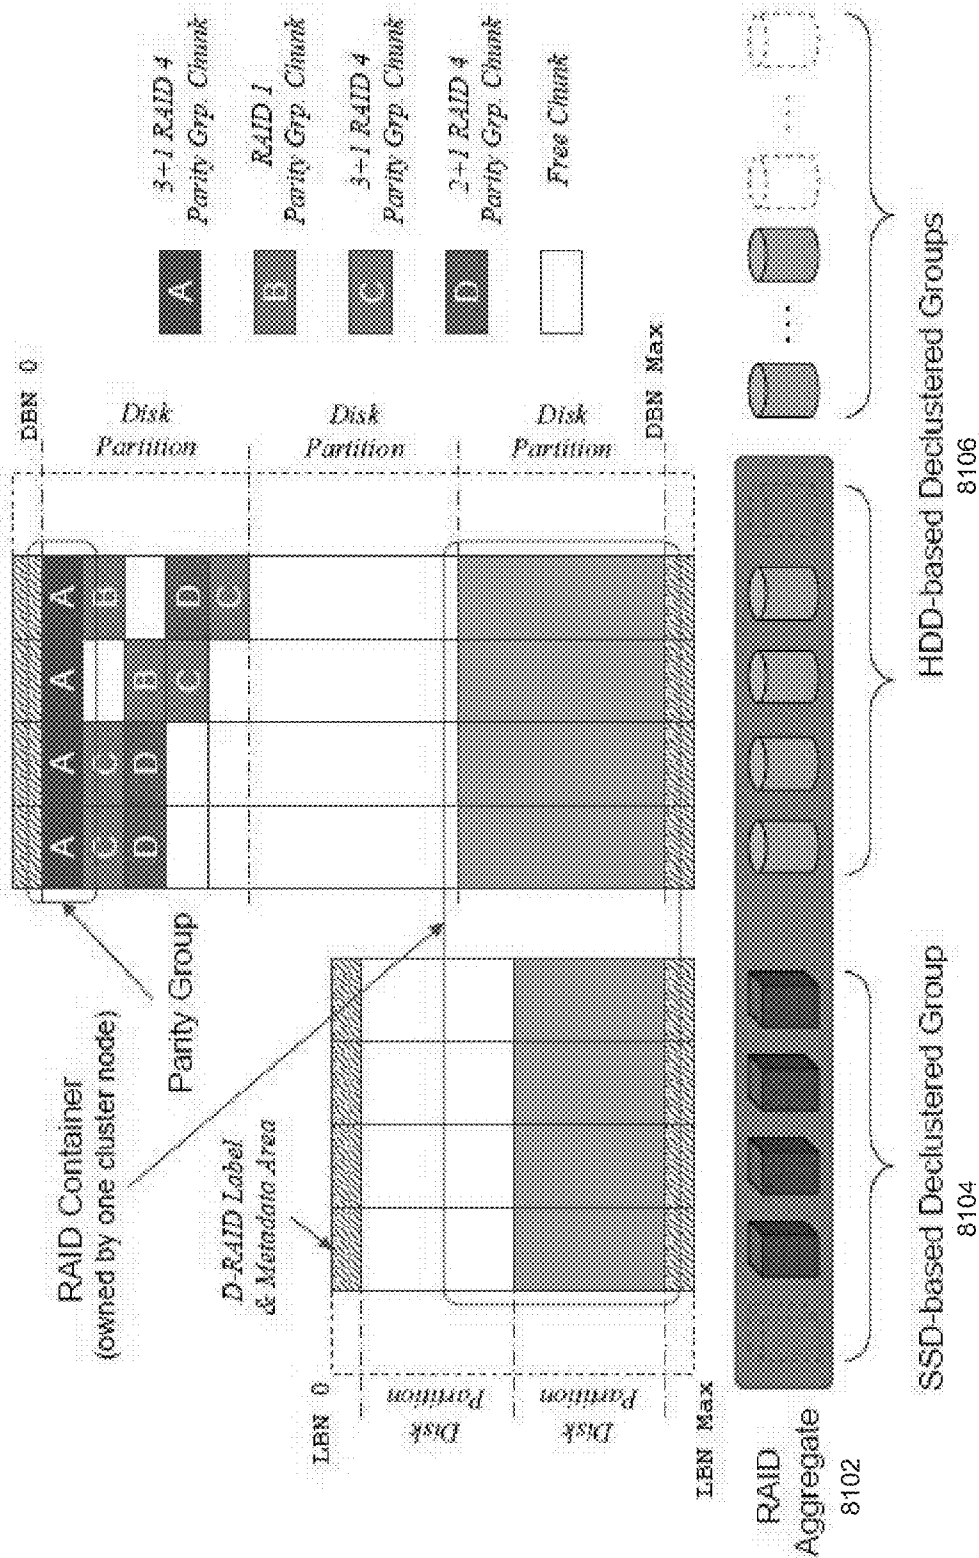 RAID Container
(owned by one cluster node)
Parity Group
D-RAID Label
& Metadata Area
LBN 0
Disk
Partition
Disk
Partition
LBN Max
DBN 0
Disk
Partition
Disk
Partition
Disk
Partition
DBN Max
A A A A
C C B
D D B
C D
C
A
3+1 RAID 4
Parity Grp Chunk
B
RAID 1
Parity Grp Chunk
C
3+1 RAID 4
Parity Grp Chunk
D
2+1 RAID 4
Parity Grp Chunk
Free Chunk
RAID
Aggregate
8102
SSD-based Declustered Group
8104
HDD-based Declustered Groups
8106